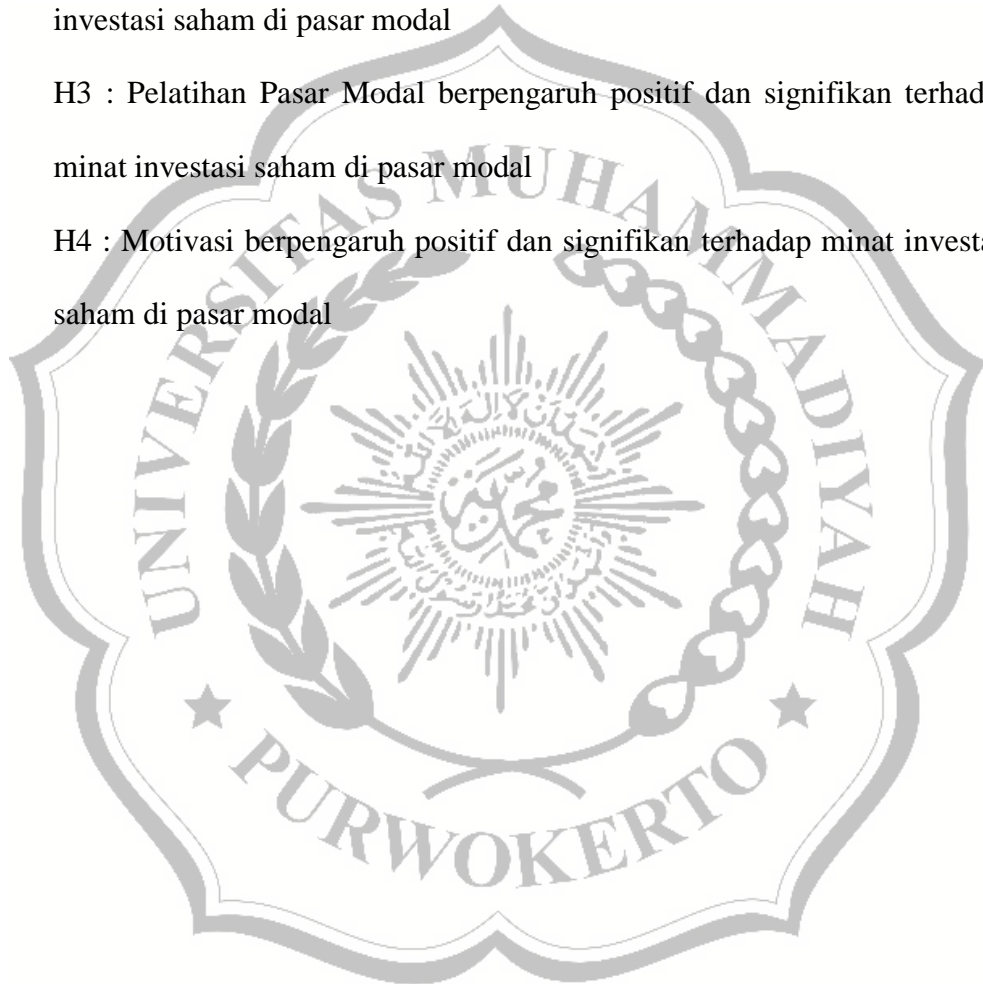 investasi saham di pasar modal
H3 : Pelatihan Pasar Modal berpengaruh positif dan signifikan terhad
minat investasi saham di pasar modal
H4 : Motivasi berpengaruh positif dan signifikan terhadap minat invest
saham di pasar modal
UNIVERSITAS MUHAMMADIYAH
PURWOKERTO